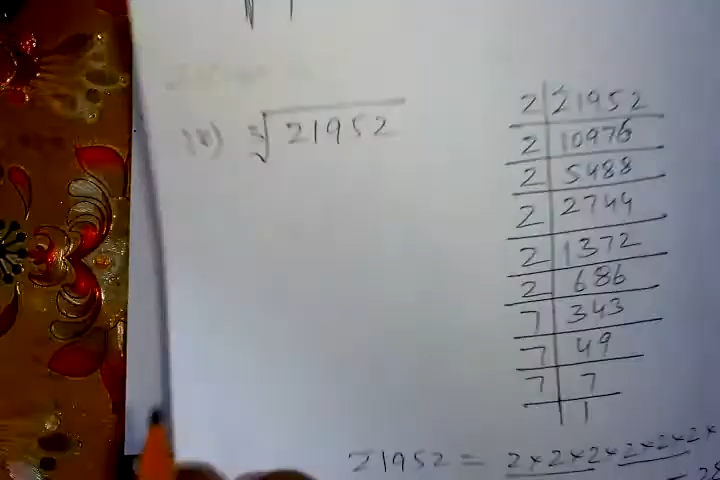 ∛21952
2 | 21952
2 | 10976
2 | 5488
2 | 2744
2 | 1372
2 | 686
7 | 343
7 | 49
7 | 7
| 1
21952 = 2×2×2×2×2×2×
= 28